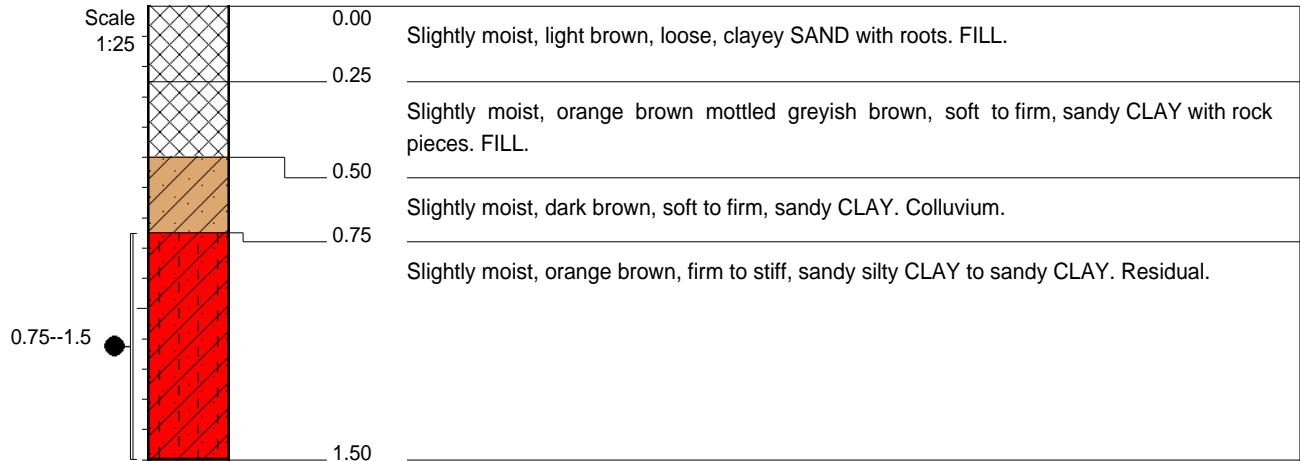 Scale
1:25
0.00
Slightly moist, light brown, loose, clayey SAND with roots. FILL.
0.25
Slightly moist, orange brown mottled greyish brown, soft to firm, sandy CLAY with rock
pieces. FILL.
0.50
Slightly moist, dark brown, soft to firm, sandy CLAY. Colluvium.
0.75
Slightly moist, orange brown, firm to stiff, sandy silty CLAY to sandy CLAY. Residual.
0.75--1.5
1.50